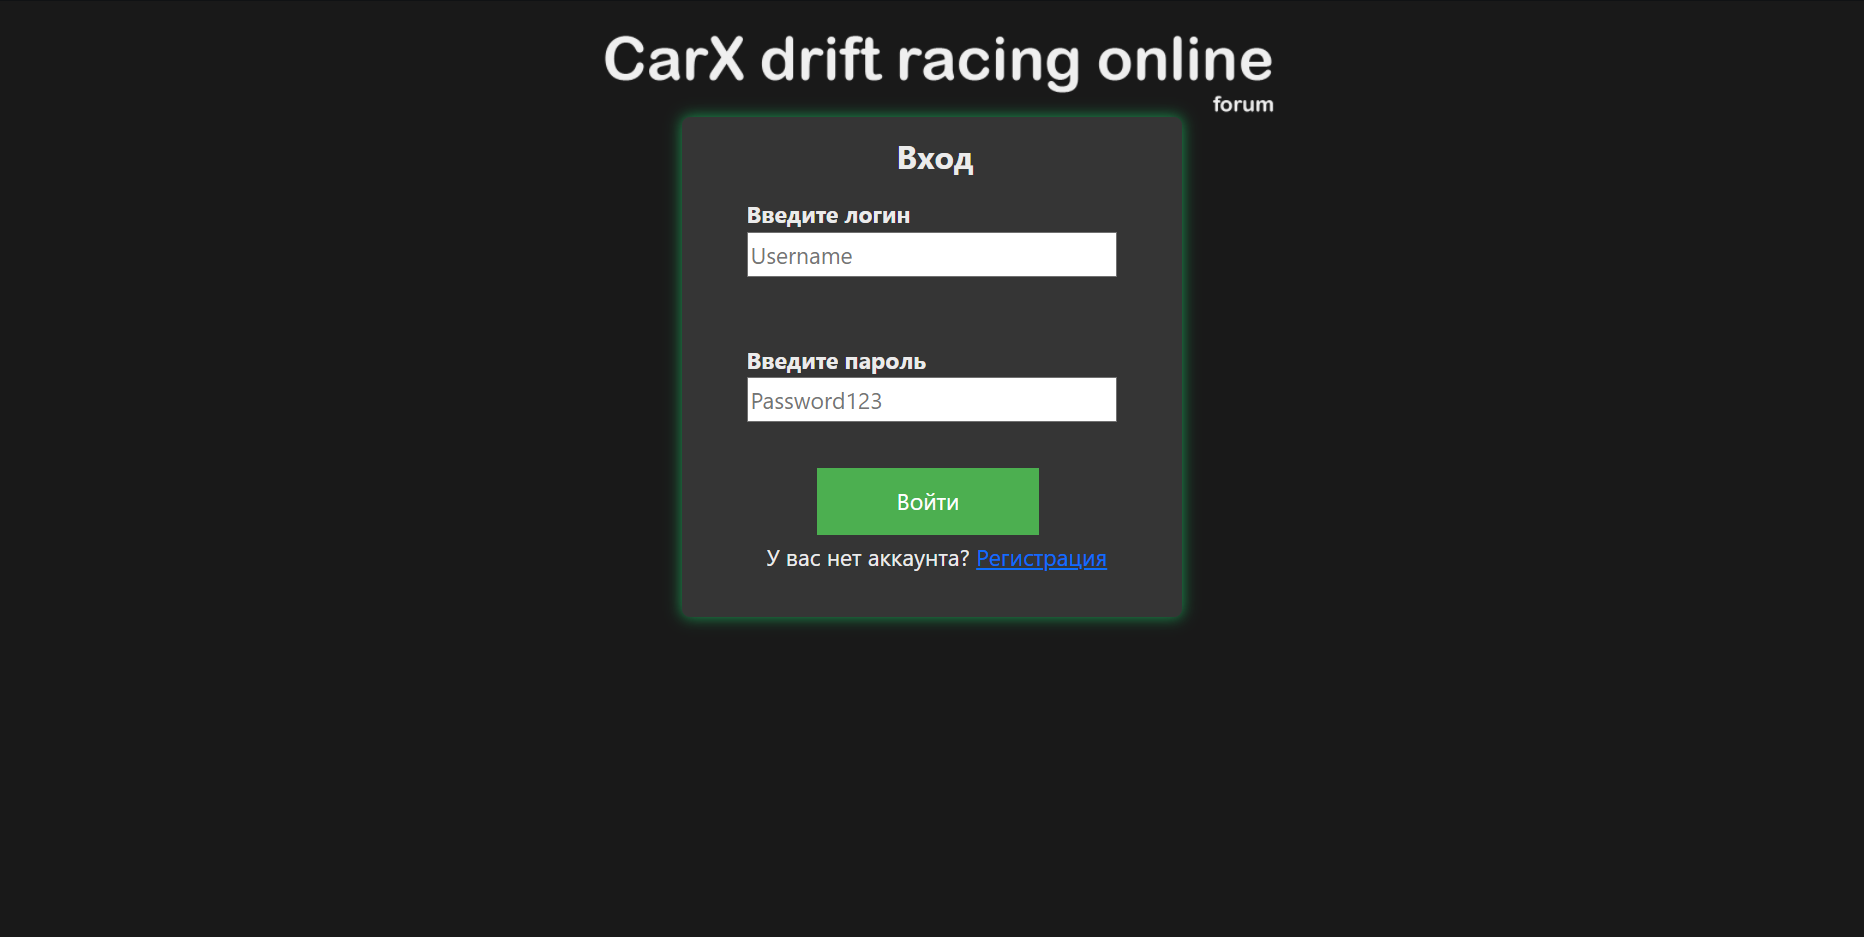 CarX drift racing online
forum
Вход
Введите логин
Username
Введите пароль
Password123
Войти
У вас нет аккаунта? Регистрация